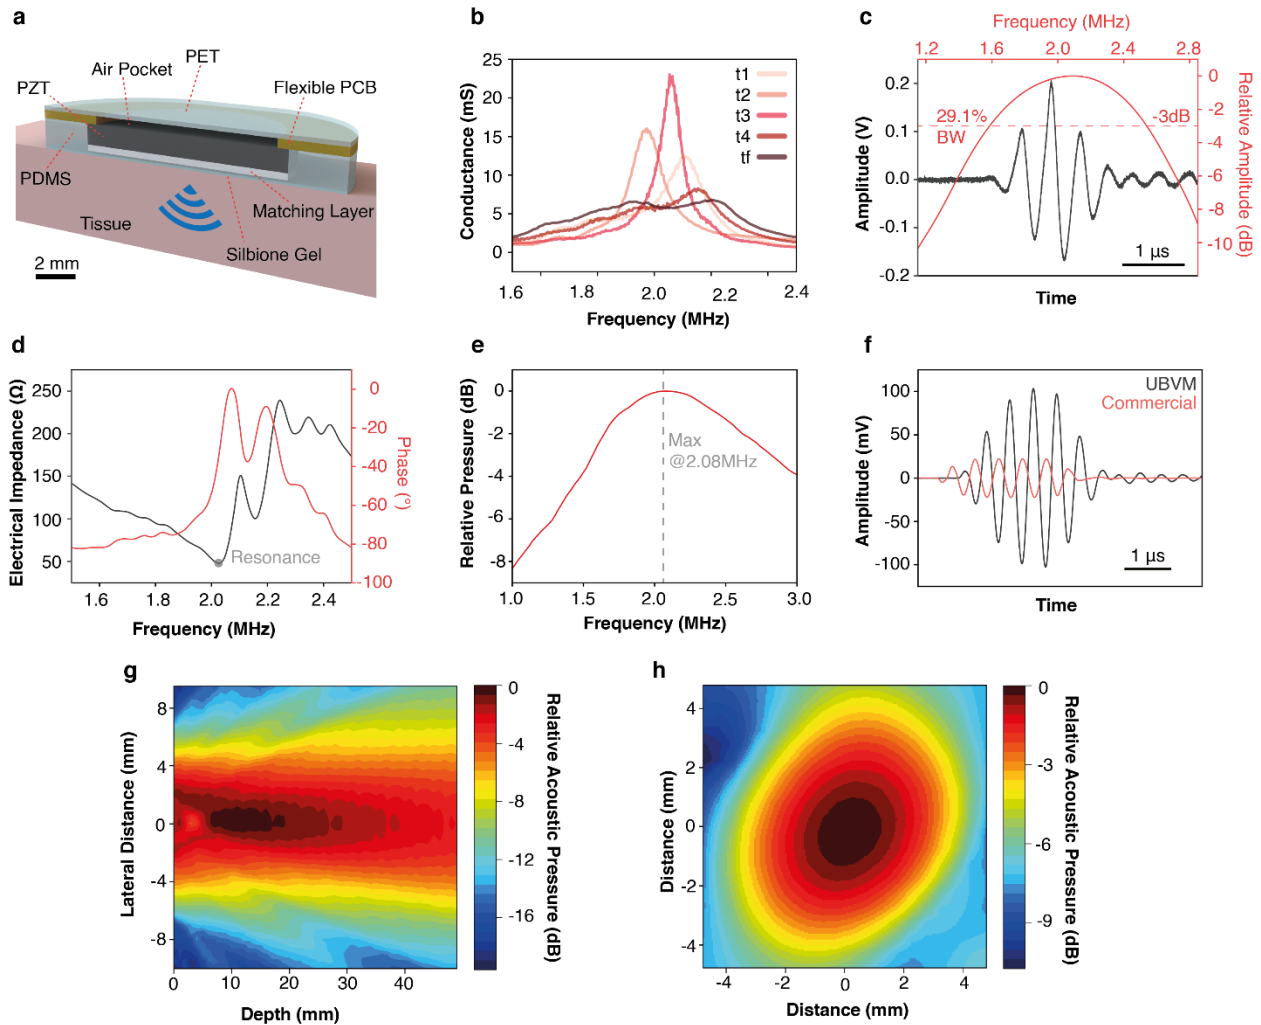 a
PET
Air Pocket
PZT
Flexible PCB
PDMS
Matching Layer
Tissue
Silbione Gel
2 mm
b
25
20
15
10
5
0
Conductance (mS)
t1
t2
t3
t4
tf
1.6
1.8
2.0
2.2
2.4
Frequency (MHz)
c
Frequency (MHz)
1.2
1.6
2.0
2.4
2.8
0.2
0.1
0.0
-0.1
-0.2
Amplitude (V)
29.1%
BW
-3dB
0
-2
-4
-6
-8
-10
Relative Amplitude (dB)
1 µs
Time
d
250
200
150
100
50
Electrical Impedance (Ω)
Resonance
0
-20
-40
-60
-80
-100
Phase (°)
1.6
1.8
2.0
2.2
2.4
Frequency (MHz)
e
0
-2
-4
-6
-8
Relative Pressure (dB)
Max
@2.08MHz
1.0
1.5
2.0
2.5
3.0
Frequency (MHz)
f
100
50
0
-50
-100
Amplitude (mV)
UBVM
Commercial
1 µs
Time
g
8
4
0
-4
-8
Lateral Distance (mm)
0
10
20
30
40
Depth (mm)
0
-4
-8
-12
-16
Relative Acoustic Pressure (dB)
h
4
2
0
-2
-4
Distance (mm)
-4
-2
0
2
4
Distance (mm)
0
-3
-6
-9
Relative Acoustic Pressure (dB)